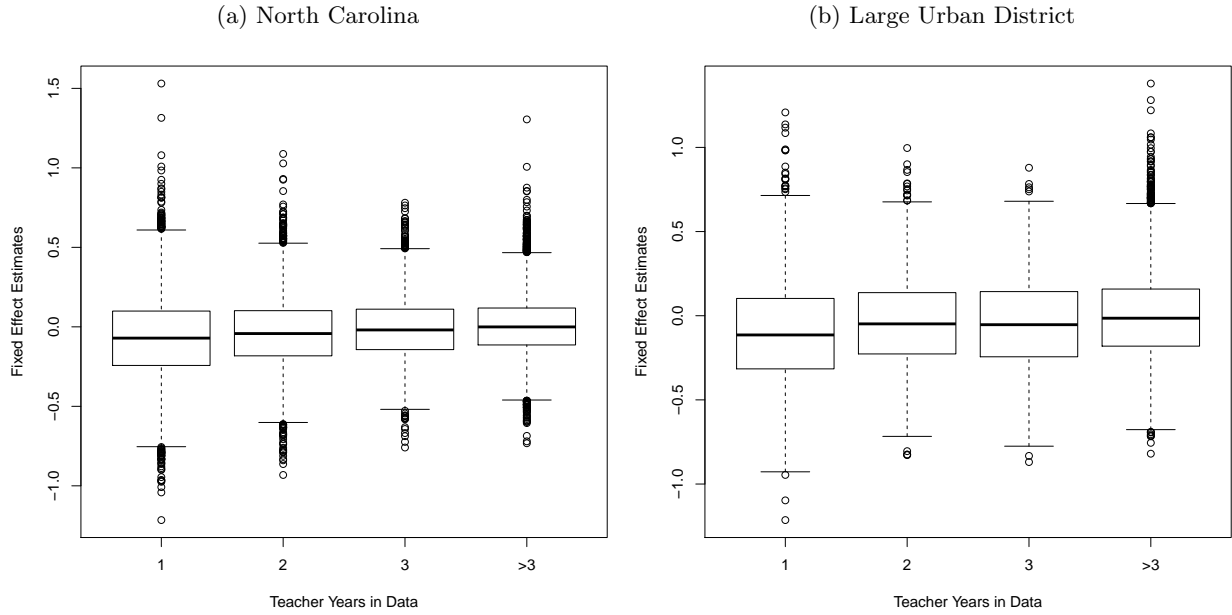 (a) North Carolina
Fixed Effect Estimates
1.5
1.0
0.5
0.0
−0.5
−1.0
1 2 3 >3
Teacher Years in Data
(b) Large Urban District
Fixed Effect Estimates
1.0
0.5
0.0
−0.5
−1.0
1 2 3 >3
Teacher Years in Data